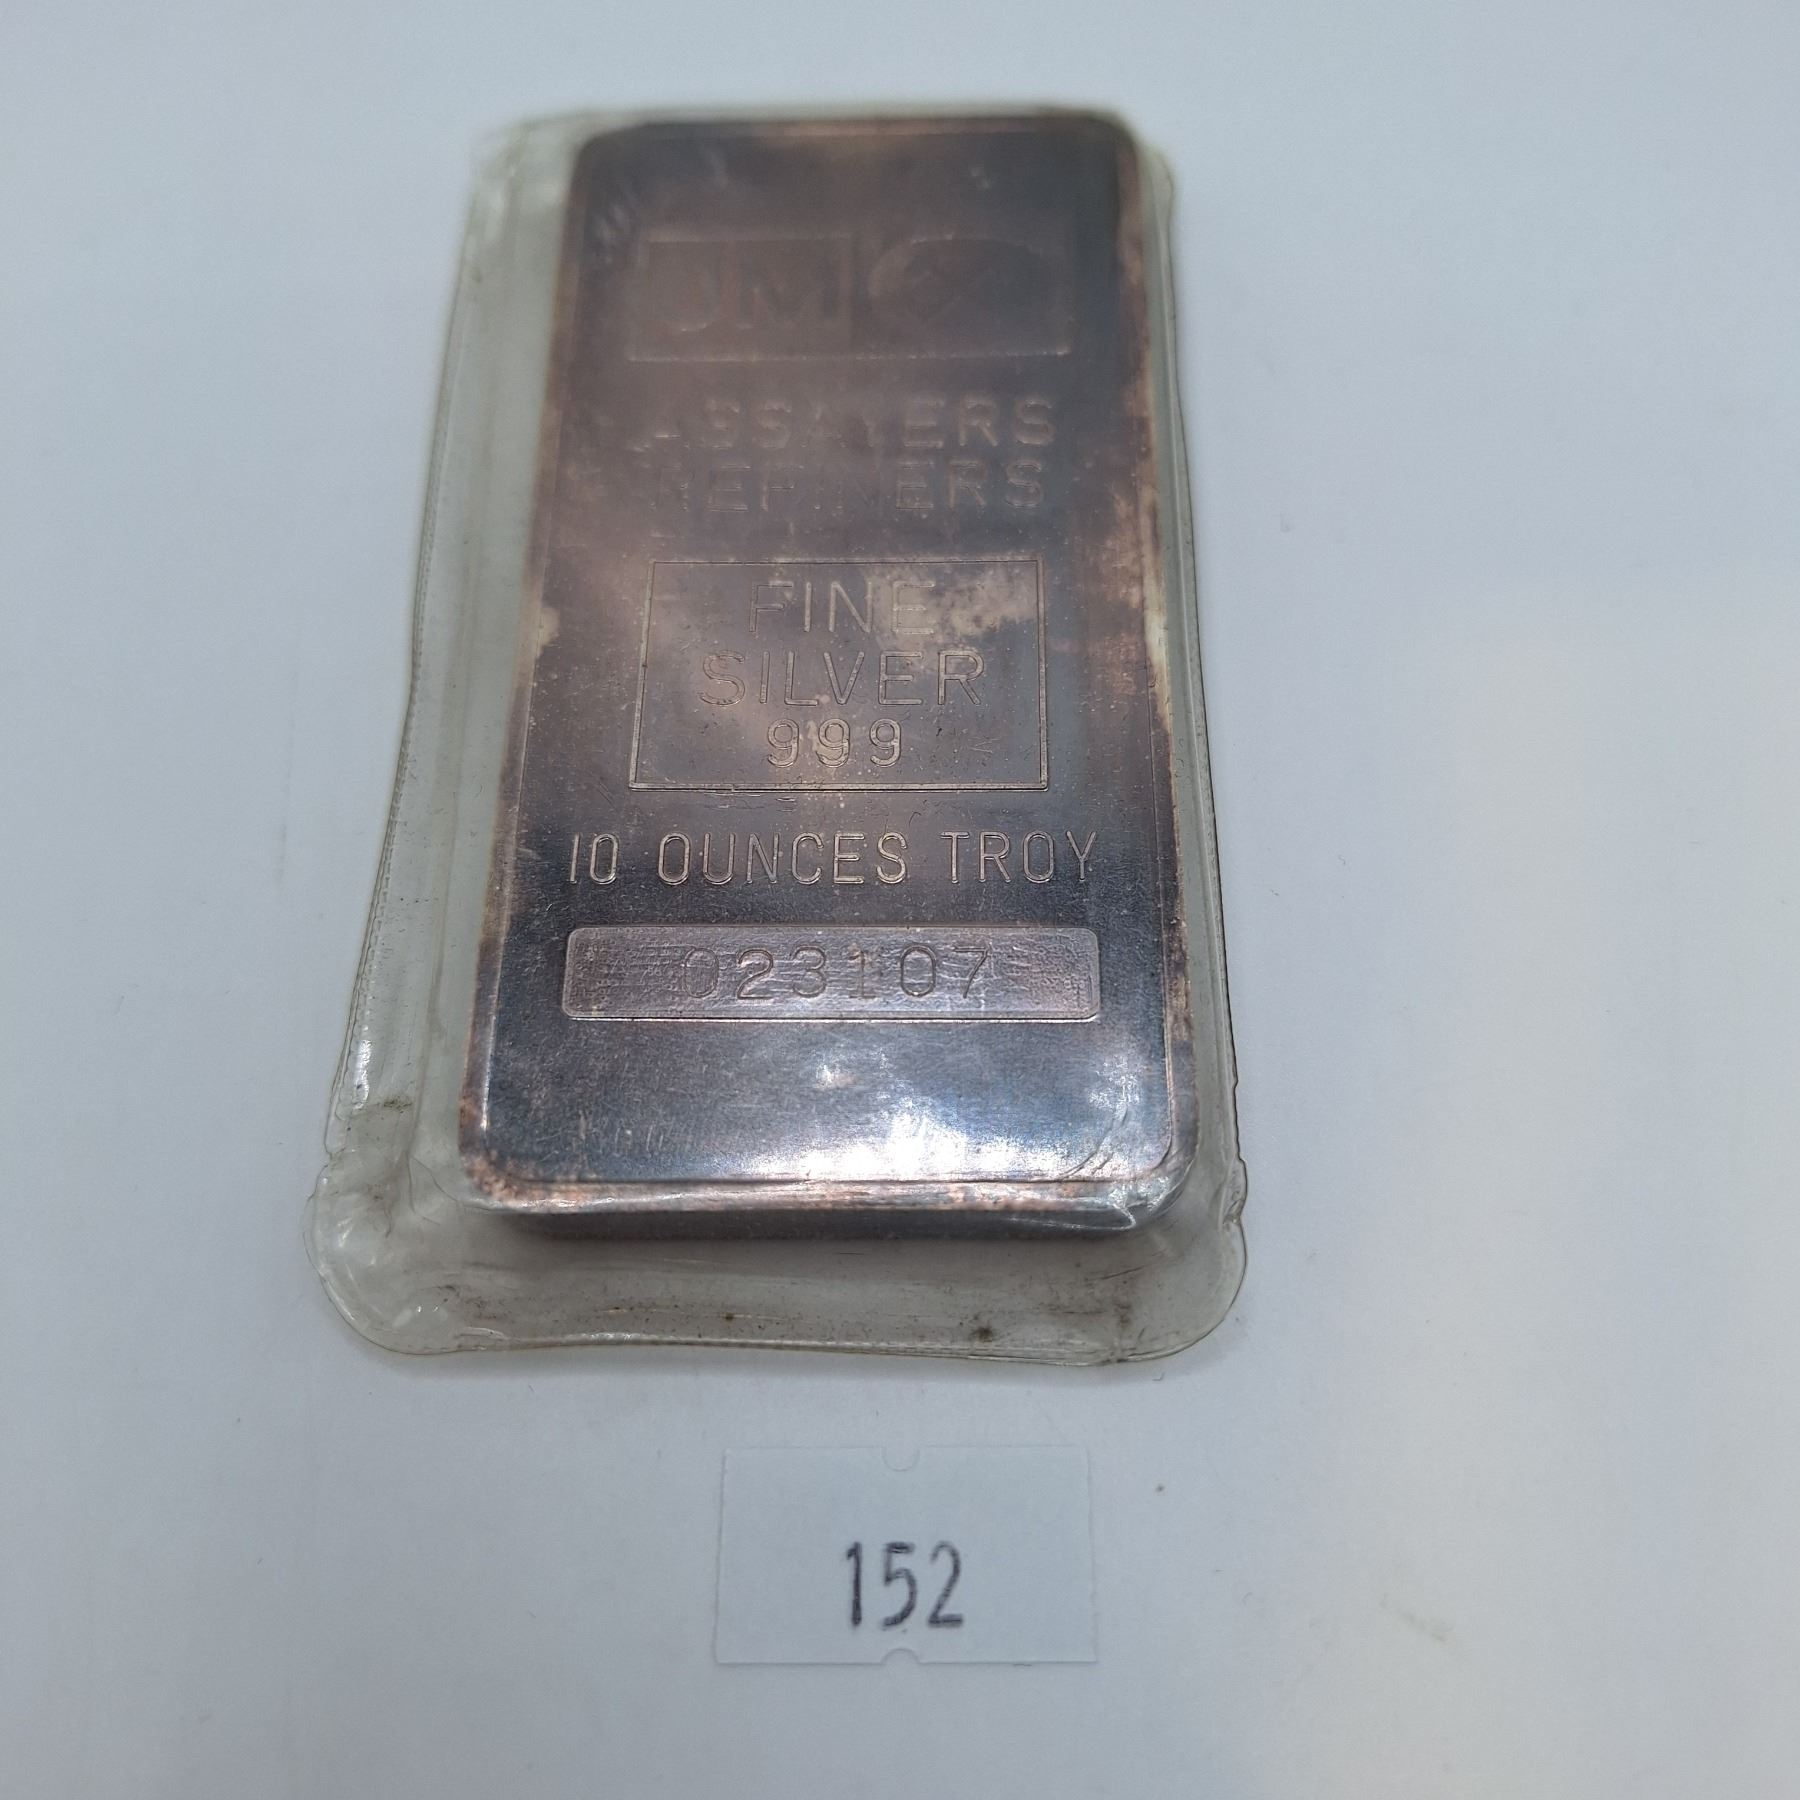 JM
ASSAYERS
REFINERS
FINE
SILVER
999
10 OUNCES TROY
023107
152